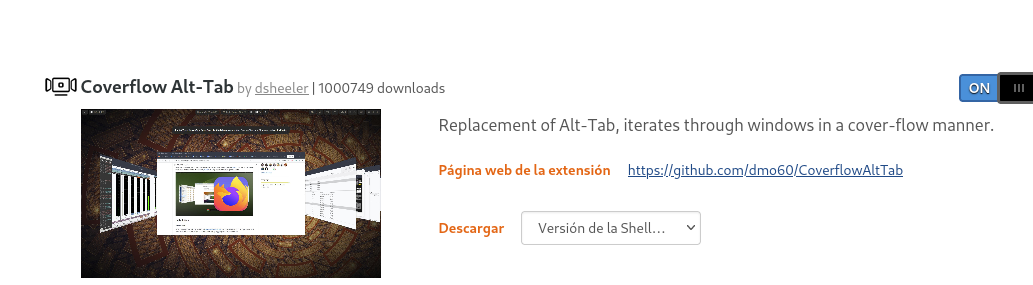 Coverflow Alt-Tab by dsheeler | 1000749 downloads
ON
Replacement of Alt-Tab, iterates through windows in a cover-flow manner.
Página web de la extensión https://github.com/dmo60/CoverflowAltTab
Descargar Versión de la Shell...